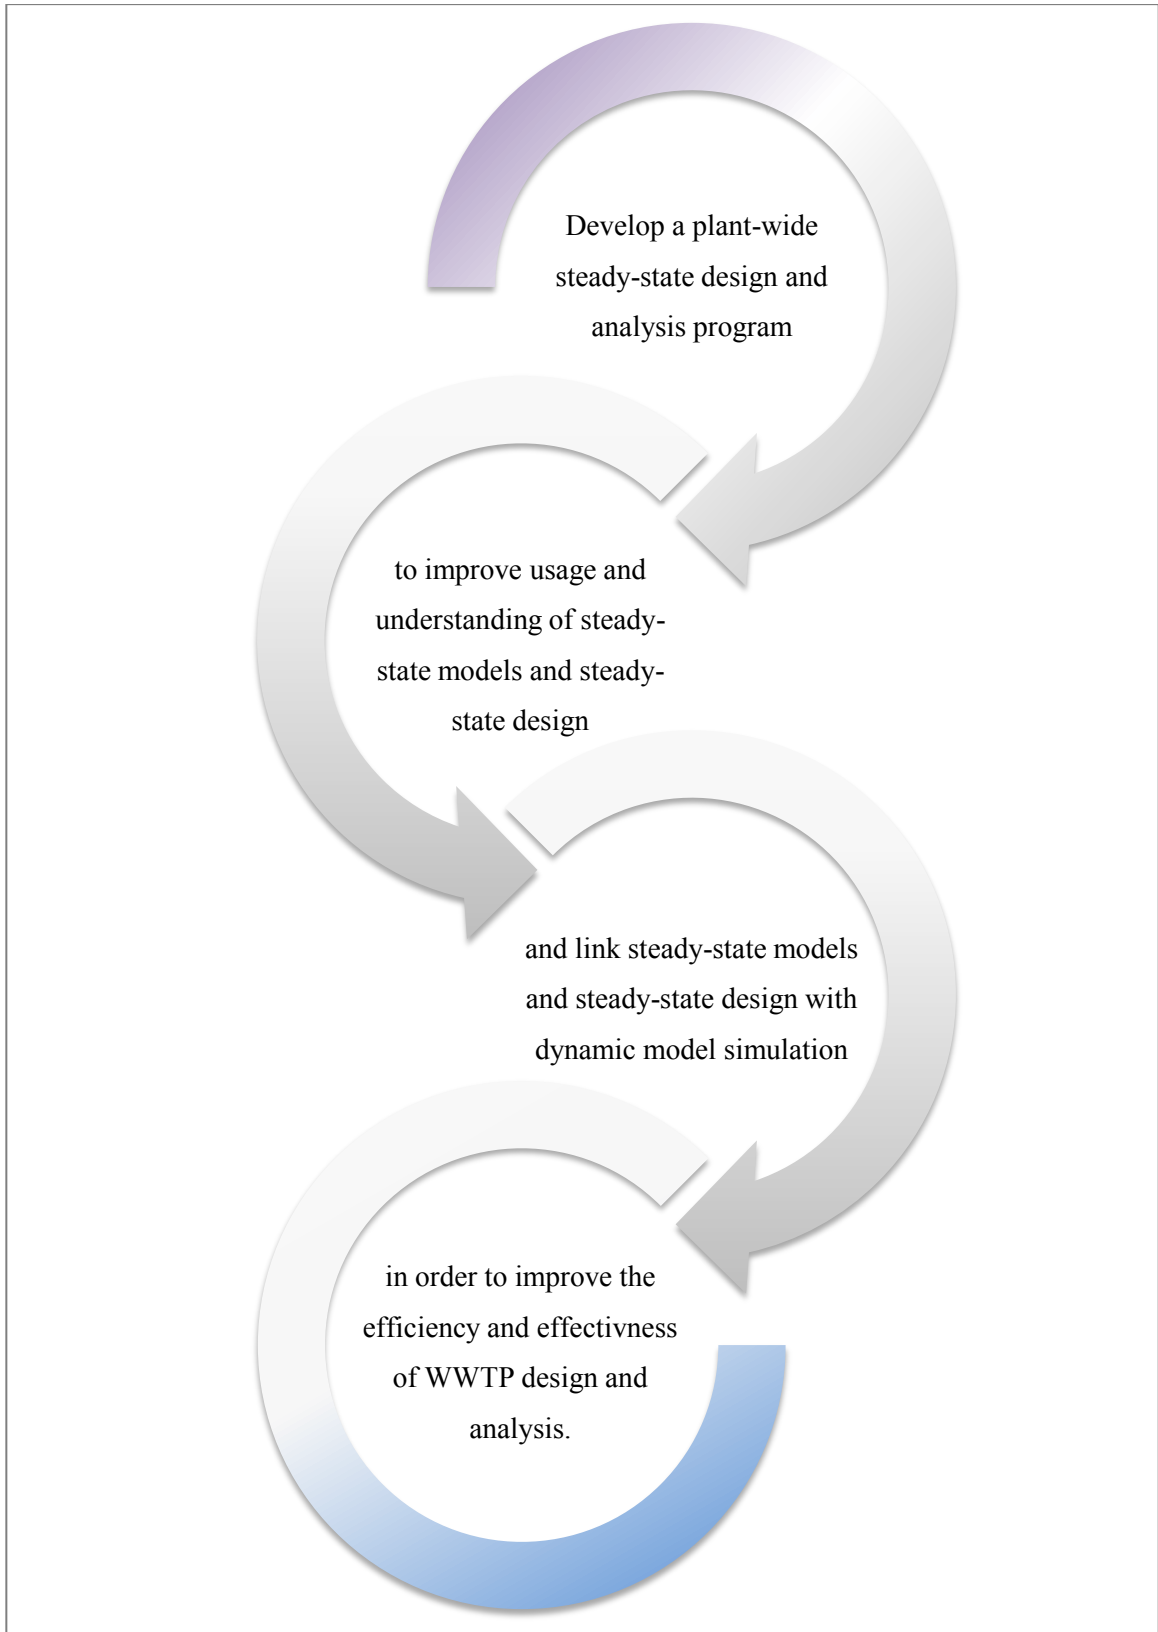 Develop a plant-wide
steady-state design and
analysis program
to improve usage and
understanding of steady-
state models and steady-
state design
and link steady-state models
and steady-state design with
dynamic model simulation
in order to improve the
efficiency and effectivness
of WWTP design and
analysis.